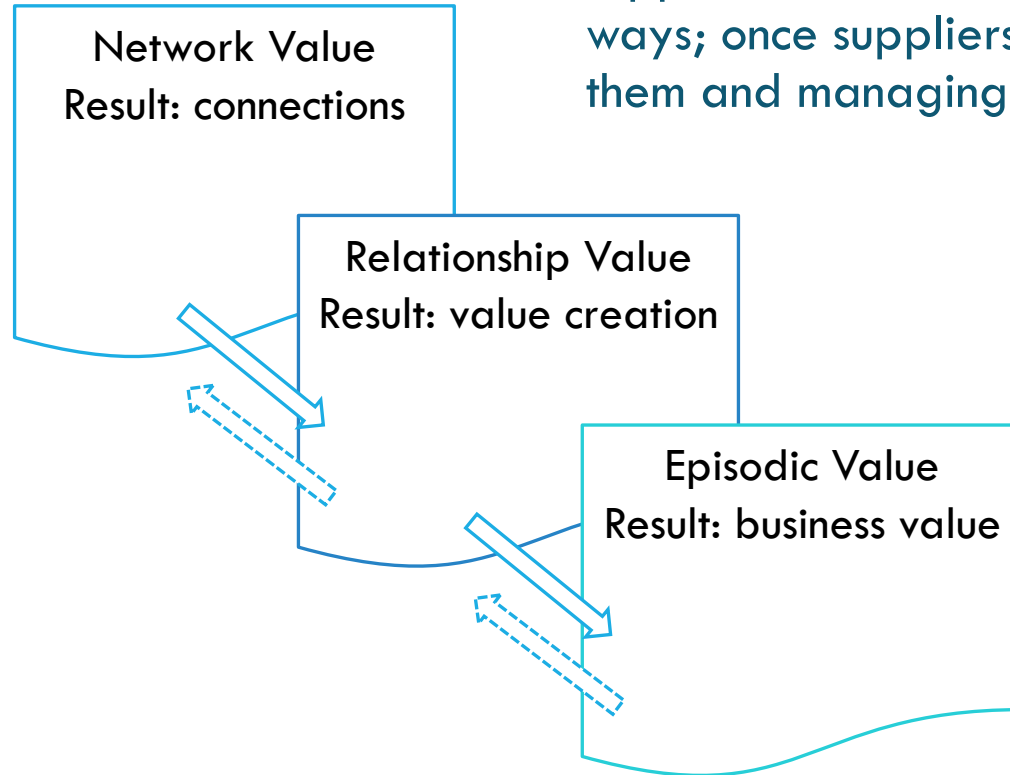 ways; once suppliers
them and managing
Network Value
Result: connections
Relationship Value
Result: value creation
Episodic Value
Result: business value